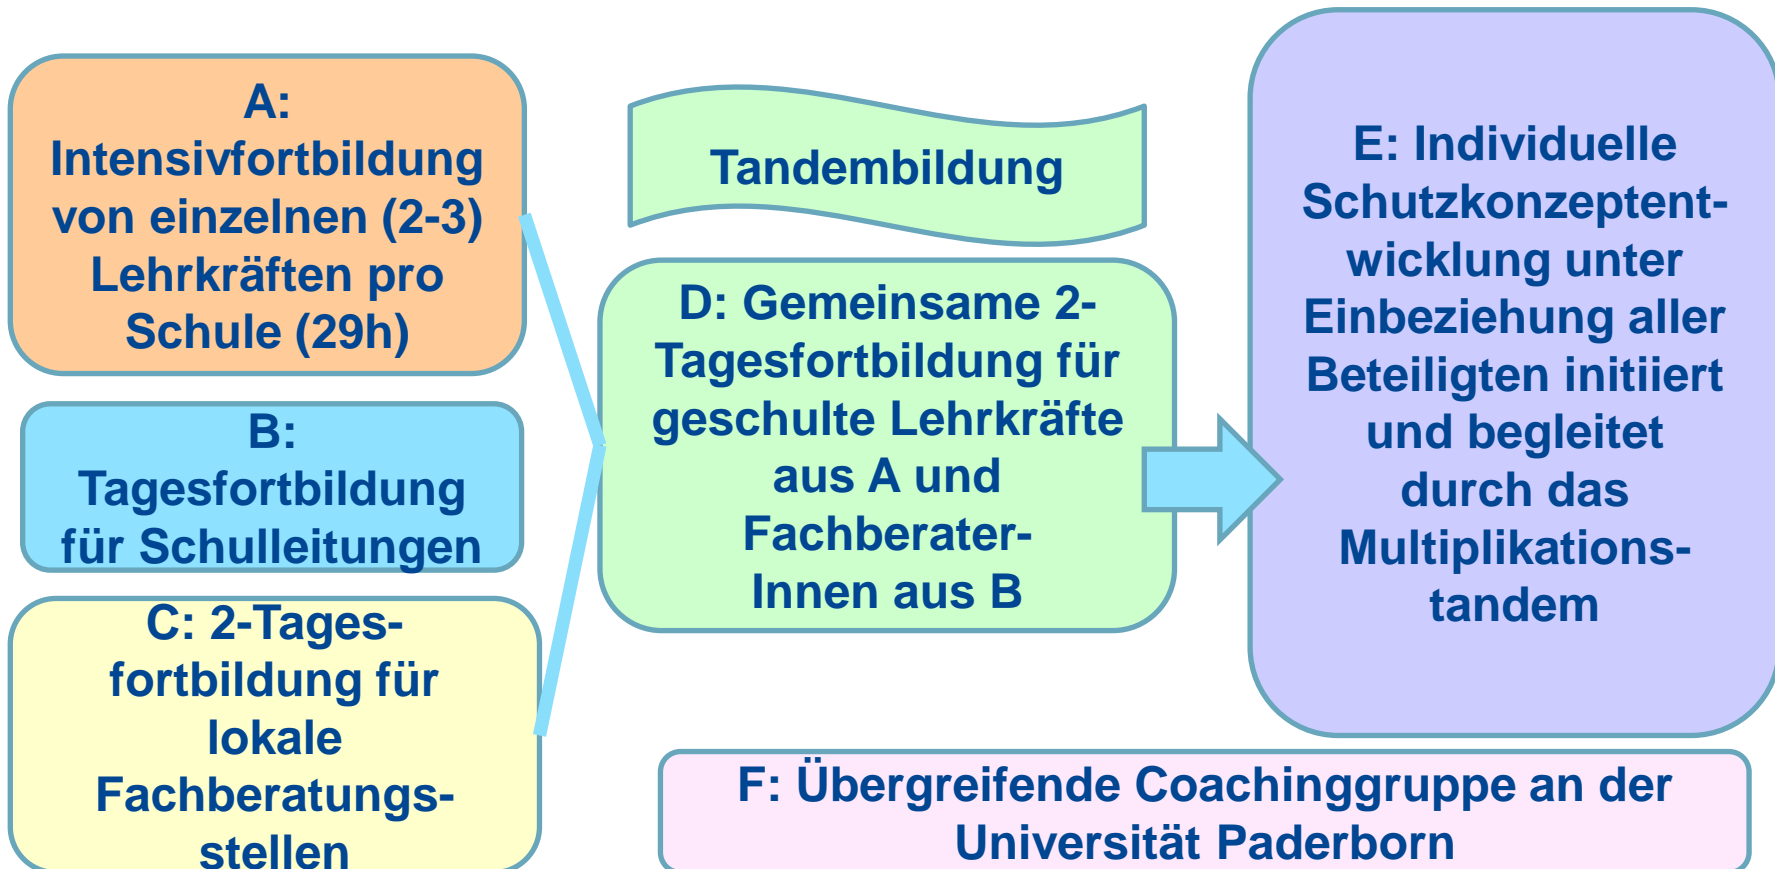 A:
Intensivfortbildung
von einzelnen (2-3)
Lehrkräften pro
Schule (29h)
B:
Tagesfortbildung
für Schulleitungen
C: 2-Tages-
fortbildung für
lokale
Fachberatungs-
stellen
Tandembildung
D: Gemeinsame 2-
Tagesfortbildung für
geschulte Lehrkräfte
aus A und
Fachberater-
Innen aus B
E: Individuelle
Schutzkonzeptent-
wicklung unter
Einbeziehung aller
Beteiligten initiiert
und begleitet
durch das
Multiplikations-
tandem
F: Übergreifende Coachinggruppe an der
Universität Paderborn